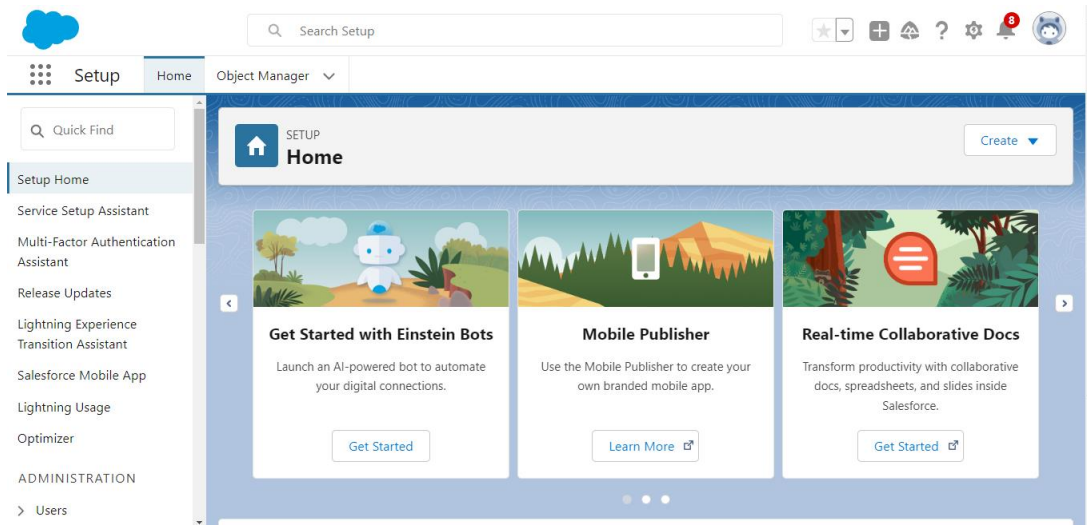 Search Setup
8
Setup
Home
Object Manager
Quick Find
Setup Home
Service Setup Assistant
Multi-Factor Authentication
Assistant
Release Updates
Lightning Experience
Transition Assistant
Salesforce Mobile App
Lightning Usage
Optimizer
ADMINISTRATION
Users
SETUP
Home
Create
Get Started with Einstein Bots
Launch an AI-powered bot to automate
your digital connections.
Get Started
Mobile Publisher
Use the Mobile Publisher to create your
own branded mobile app.
Learn More
Real-time Collaborative Docs
Transform productivity with collaborative
docs, spreadsheets, and slides inside
Salesforce.
Get Started